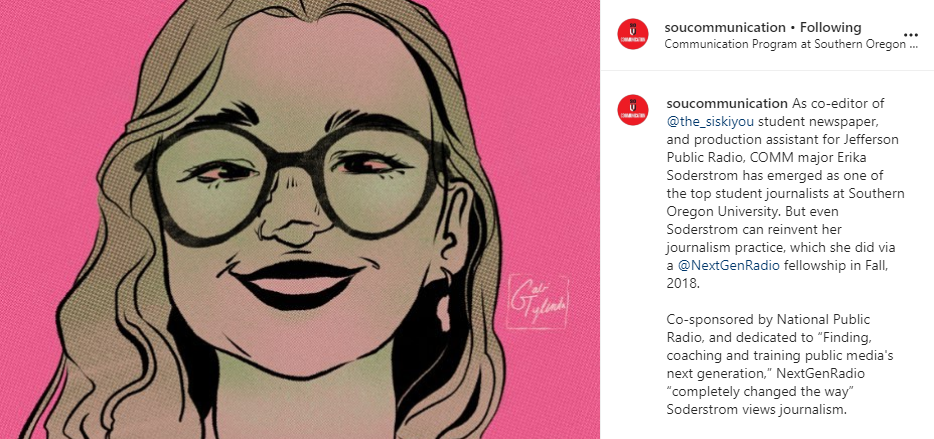 soucommunication • Following
Communication Program at Southern Oregon ...
soucommunication As co-editor of
@the_siskiyou student newspaper,
and production assistant for Jefferson
Public Radio, COMM major Erika
Soderstrom has emerged as one of
the top student journalists at Southern
Oregon University. But even
Soderstrom can reinvent her
journalism practice, which she did via
a @NextGenRadio fellowship in Fall,
2018.
Co-sponsored by National Public
Radio, and dedicated to “Finding,
coaching and training public media's
next generation,” NextGenRadio
“completely changed the way”
Soderstrom views journalism.